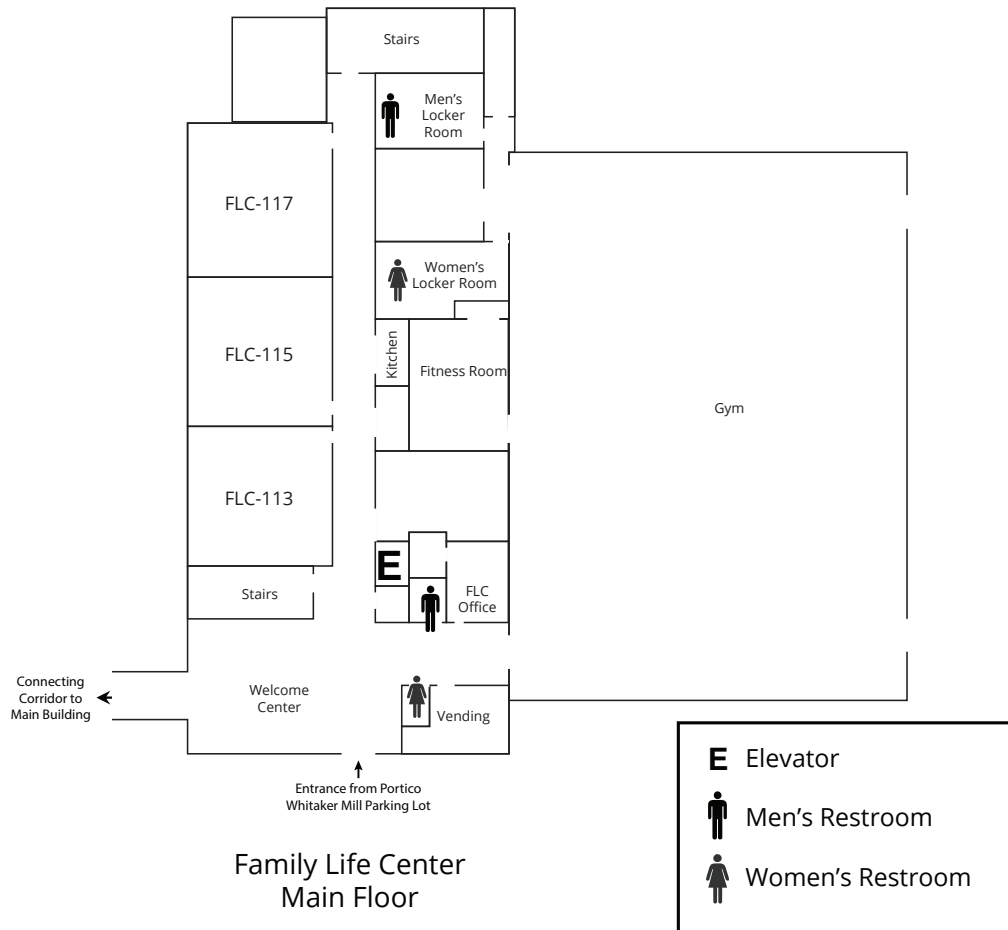 Stairs
Men's
Locker
Room
FLC-117
Women's
Locker Room
FLC-115
Kitchen
Fitness Room
Gym
FLC-113
E
Stairs
FLC
Office
Connecting
Corridor to
Main Building
Welcome
Center
Vending
Entrance from Portico
Whitaker Mill Parking Lot
E Elevator
Men's Restroom
Women's Restroom
Family Life Center
Main Floor